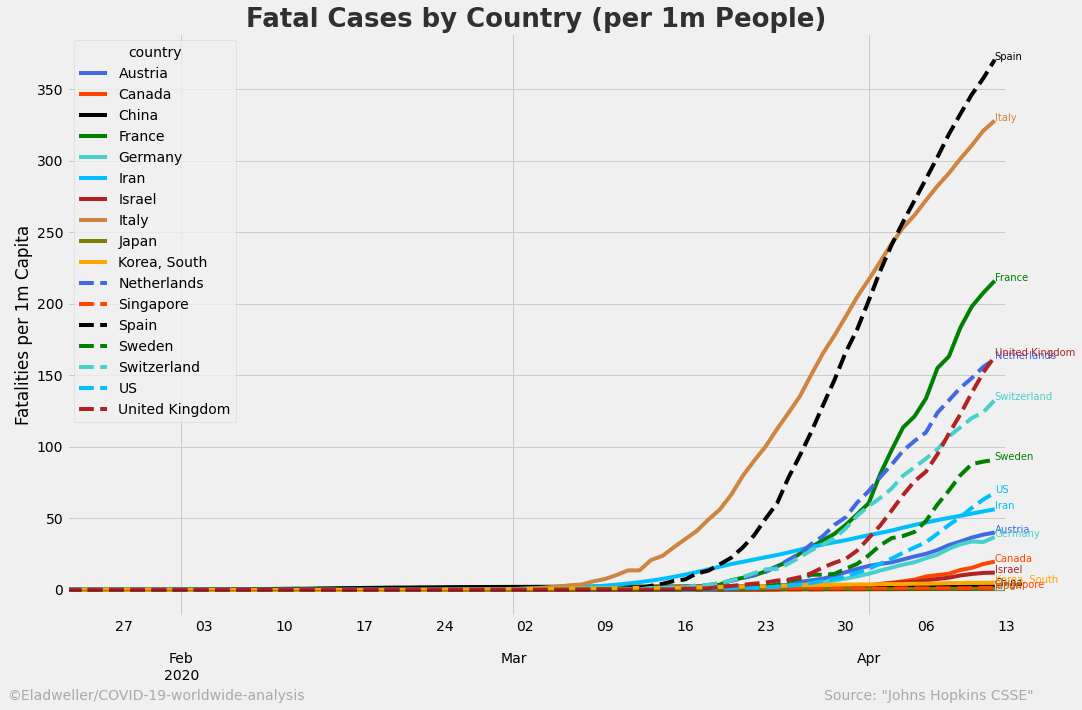 Fatal Cases by Country (per 1m People)
Fatalities per 1m Capita
350
300
250
200
150
100
50
0
country
Austria
Canada
China
France
Germany
Iran
Israel
Italy
Japan
Korea, South
Netherlands
Singapore
Spain
Sweden
Switzerland
US
United Kingdom
Spain
Italy
France
United Kingdom
Netherlands
Switzerland
Sweden
US
Iran
Austria
Germany
Canada
Israel
Korea, South
China
Singapore
Japan
27 03 10 17 24 02 09 16 23 30 06 13
Feb Mar Apr
2020
©Eladweller/COVID-19-worldwide-analysis
Source: "Johns Hopkins CSSE"